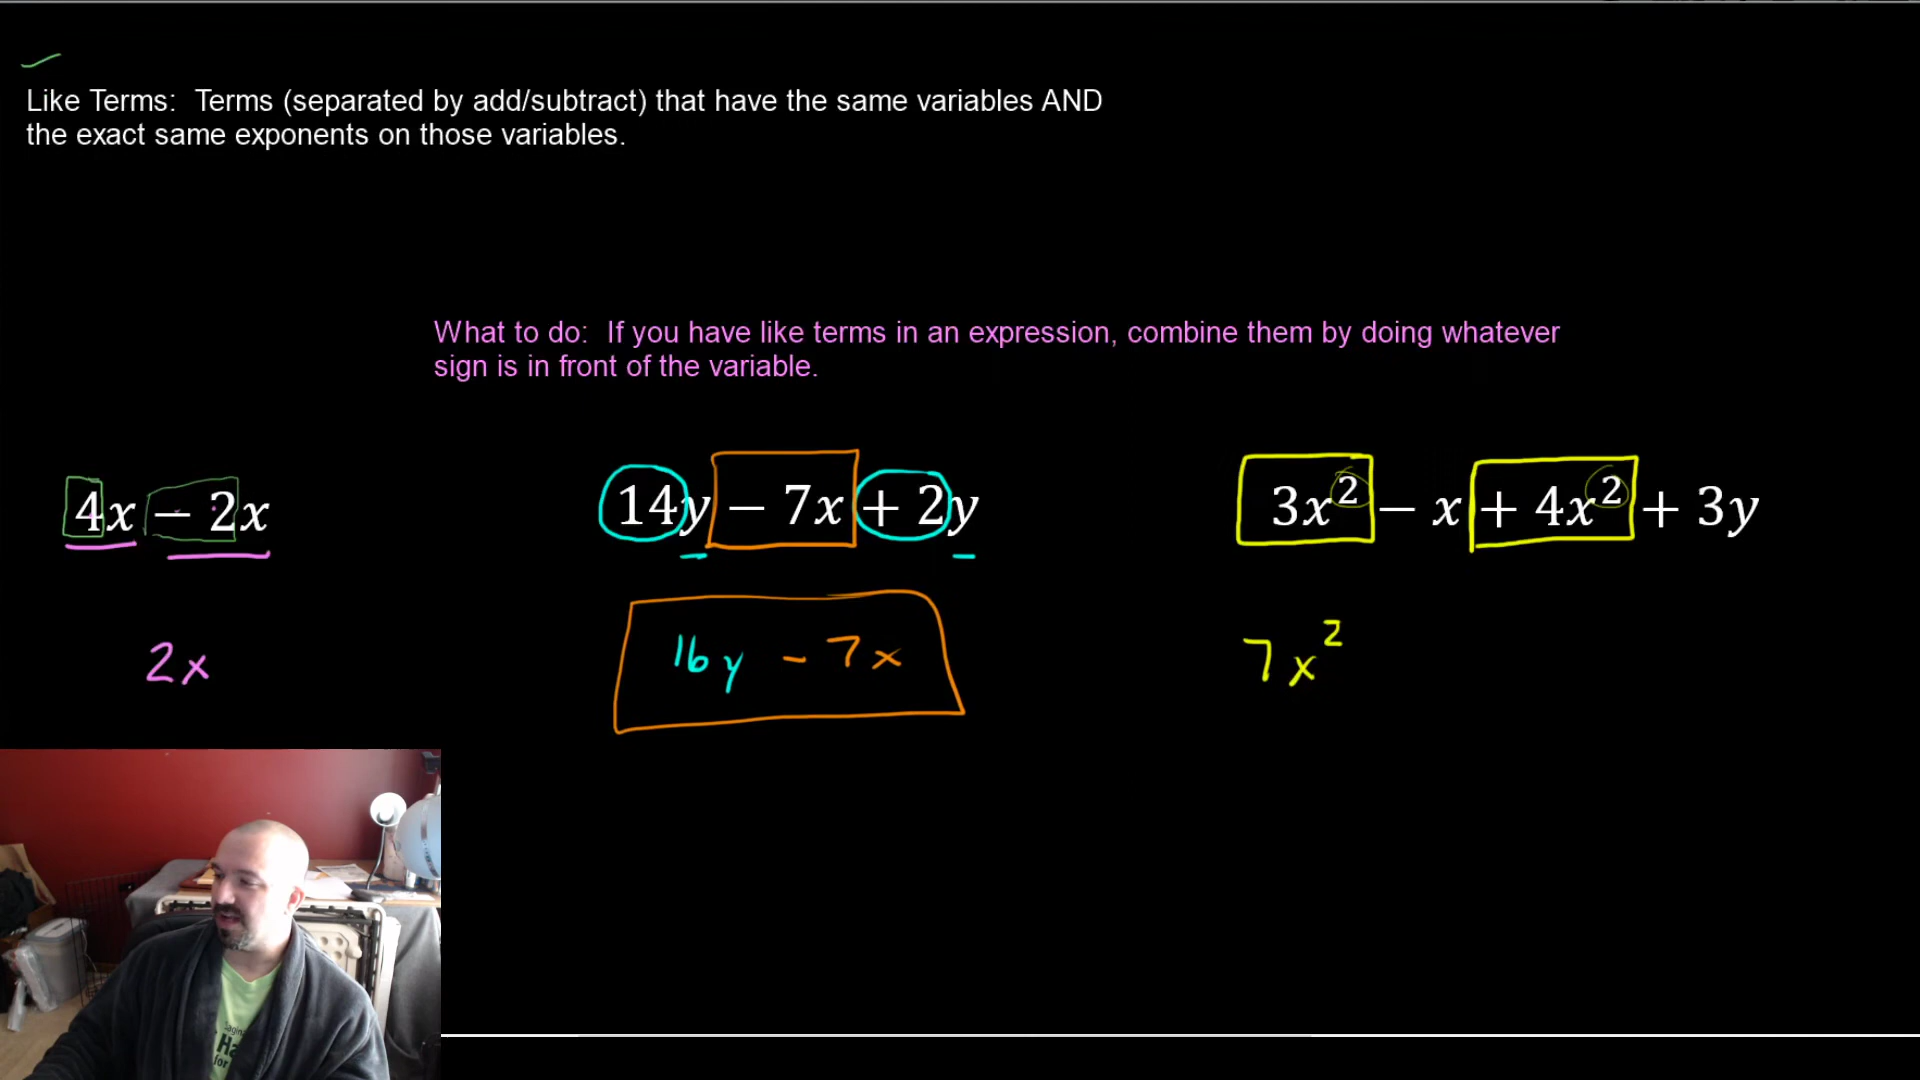 Like Terms: Terms (separated by add/subtract) that have the same variables AND
the exact same exponents on those variables.
What to do: If you have like terms in an expression, combine them by doing whatever
sign is in front of the variable.
4x − 2x
14y − 7x + 2y
3x² − x + 4x² + 3y
2x
16y - 7x
7x²
Ha
for